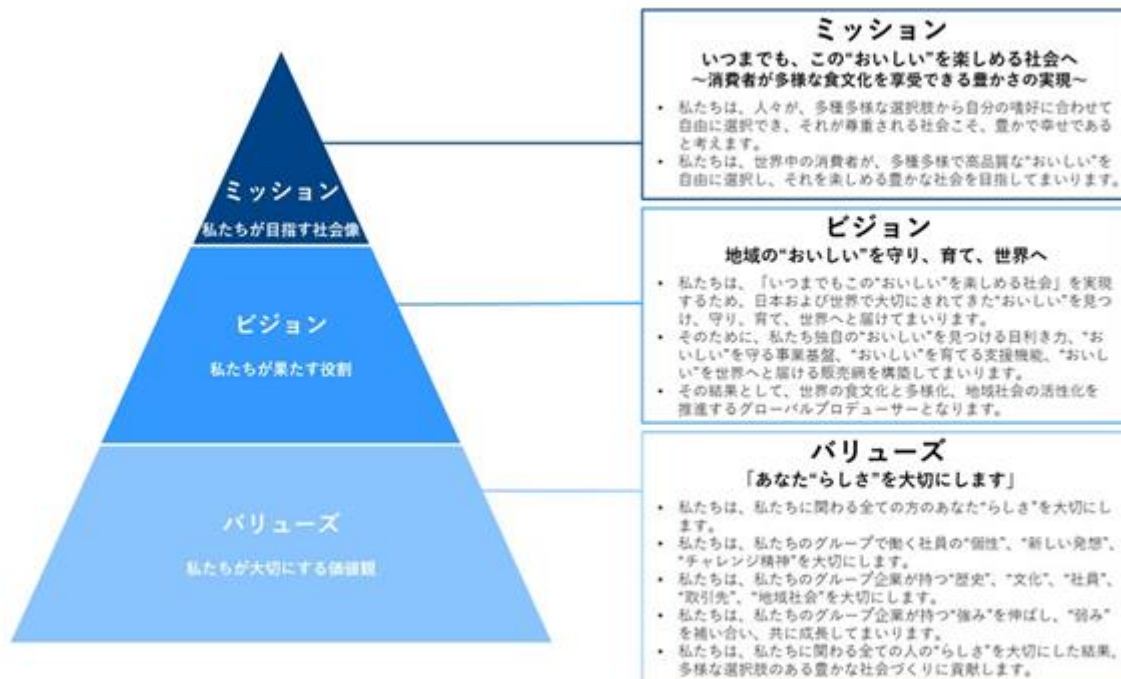 ミッション
私たちが目指す社会像
ビジョン
私たちが果たす役割
バリューズ
私たちが大切にする価値観
ミッション
いつまでも、この“おいしい”を楽しめる社会へ
～消費者が多様な食文化を享受できる豊かさの実現～
• 私たちは、人々が、多種多様な選択肢から自分の嗜好に合わせて
自由に選択でき、それが尊重される社会こそ、豊かで幸せである
と考えます。
• 私たちは、世界中の消費者が、多種多様で高品質な“おいしい”を
自由に選択し、それを楽しめる豊かな社会を目指してまいります。
ビジョン
地域の“おいしい”を守り、育て、世界へ
• 私たちは、「いつまでもこの“おいしい”を楽しめる社会」を実現
するため、日本および世界で大切にされてきた“おいしい”を見つ
け、守り、育て、世界へと届けてまいります。
• そのために、私たち独自の“おいしい”を見つける目利き力、“お
いしい”を守る事業基盤、“おいしい”を育てる支援機能、“おいし
い”を世界へと届ける販売網を構築してまいります。
• その結果として、世界の食文化と多様化、地域社会の活性化を
推進するグローバルプロデューサーとなります。
バリューズ
「あなた“らしさ”を大切にします」
• 私たちは、私たちに関わる全ての方のあなた“らしさ”を大切にし
ます。
• 私たちは、私たちのグループで働く社員の“個性”、“新しい発想”、
“チャレンジ精神”を大切にします。
• 私たちは、私たちのグループ企業が持つ“歴史”、“文化”、“社員”、
“取引先”、“地域社会”を大切にします。
• 私たちは、私たちのグループ企業が持つ“強み”を伸ばし、“弱み”
を補い合い、共に成長してまいります。
• 私たちは、私たちに関わる全ての人の“らしさ”を大切にした結果、
多様な選択肢のある豊かな社会づくりに貢献します。